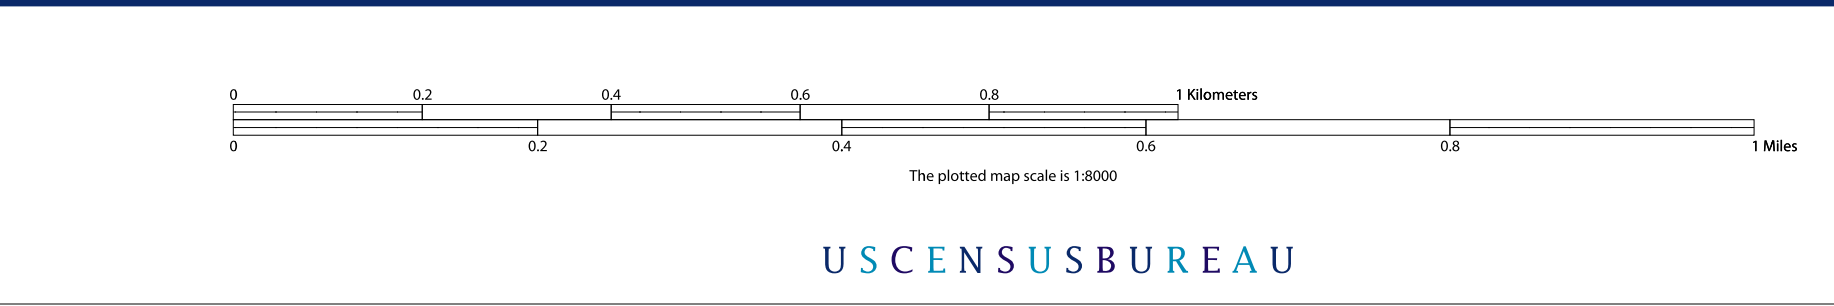 0 0.2 0.4 0.6 0.8 1 Kilometers
0 0.2 0.4 0.6 0.8 1 Miles
The plotted map scale is 1:8000
USCENSUSBUREAU